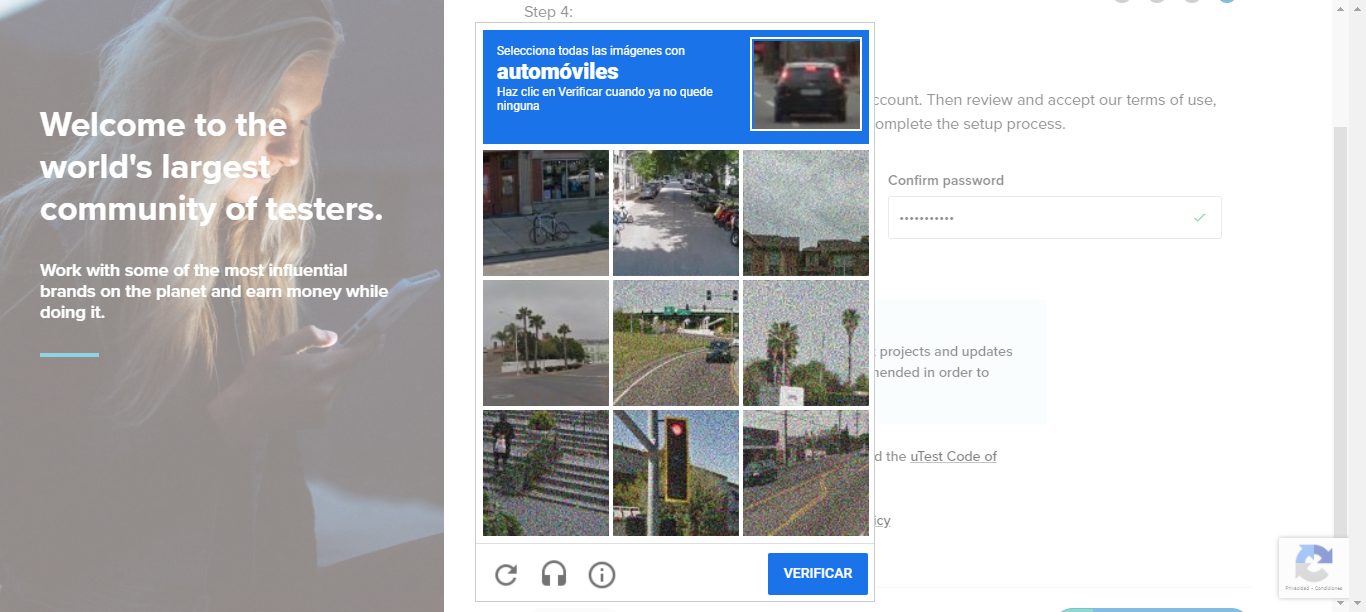 Step 4:
Welcome to the
world's largest
community of testers.
Work with some of the most influential
brands on the planet and earn money while
doing it.
Selecciona todas las imágenes con
automóviles
Haz clic en Verificar cuando ya no quede
ninguna
ccount. Then review and accept our terms of use,
omplete the setup process.
Confirm password
projects and updates
mended in order to
d the uTest Code of
icy
VERIFICAR
Privacidad - Condiciones